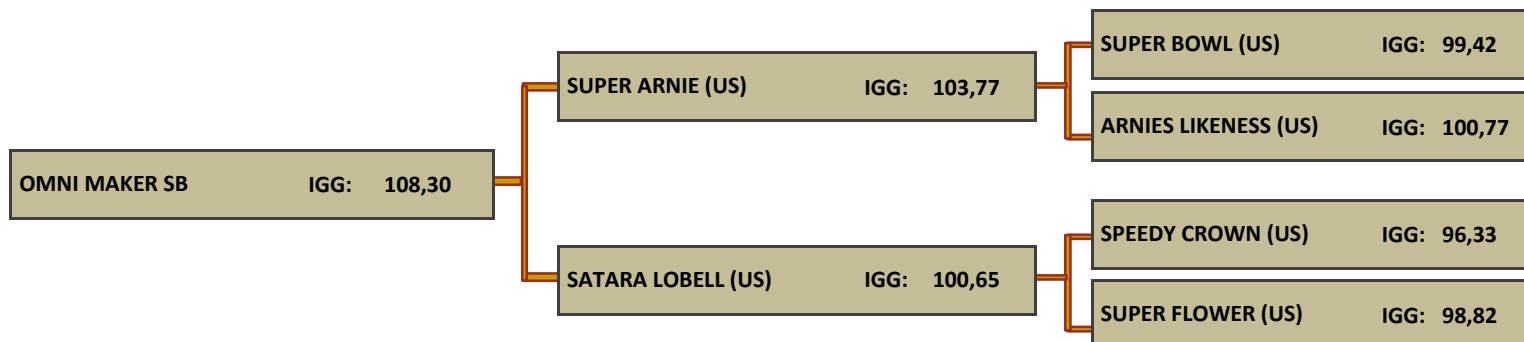 SUPER BOWL (US) IGG: 99,42
SUPER ARNIE (US) IGG: 103,77
ARNIES LIKENESS (US) IGG: 100,77
OMNI MAKER SB IGG: 108,30
SPEEDY CROWN (US) IGG: 96,33
SATARA LOBELL (US) IGG: 100,65
SUPER FLOWER (US) IGG: 98,82